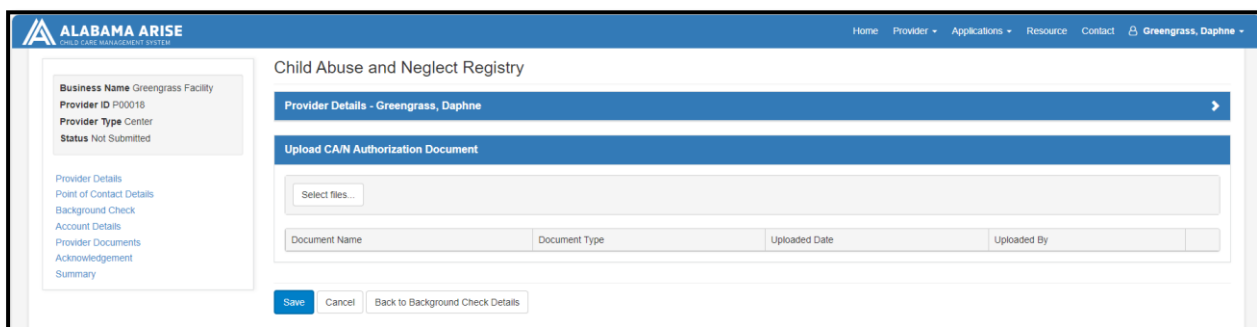 ALABAMA ARISE
CHILD CARE MANAGEMENT SYSTEM
Home Provider Applications Resource Contact Greengrass, Daphne
Business Name Greengrass Facility
Provider ID P00018
Provider Type Center
Status Not Submitted
Provider Details
Point of Contact Details
Background Check
Account Details
Provider Documents
Acknowledgement
Summary
Child Abuse and Neglect Registry
Provider Details - Greengrass, Daphne
Upload CA/N Authorization Document
Select files...
Document Name Document Type Uploaded Date Uploaded By
Save Cancel Back to Background Check Details